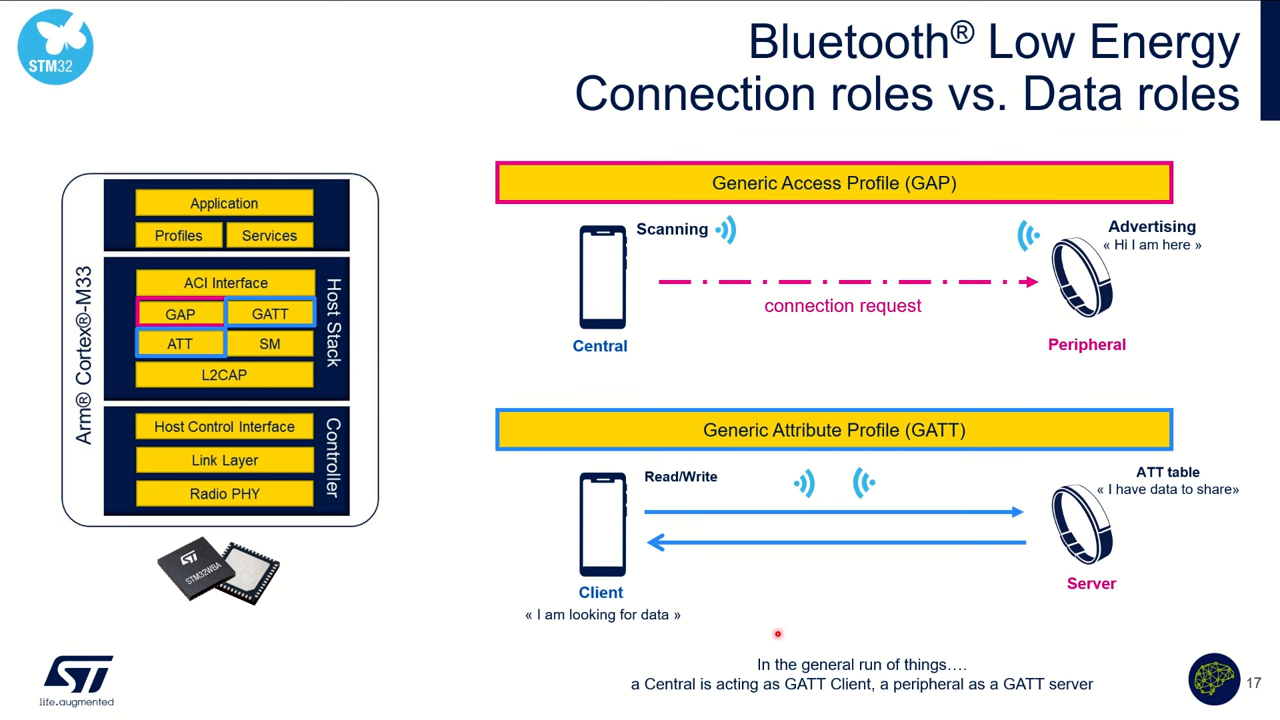 STM32
Bluetooth® Low Energy
Connection roles vs. Data roles
Arm® Cortex®-M33
Application
Profiles
Services
Host Stack
ACI Interface
GAP
GATT
ATT
SM
L2CAP
Controller
Host Control Interface
Link Layer
Radio PHY
ST
STM32WBA
Generic Access Profile (GAP)
Scanning
Advertising
« Hi I am here »
connection request
Central
Peripheral
Generic Attribute Profile (GATT)
Read/Write
ATT table
« I have data to share»
Client
« I am looking for data »
Server
In the general run of things….
a Central is acting as GATT Client, a peripheral as a GATT server
ST
life.augmented
17